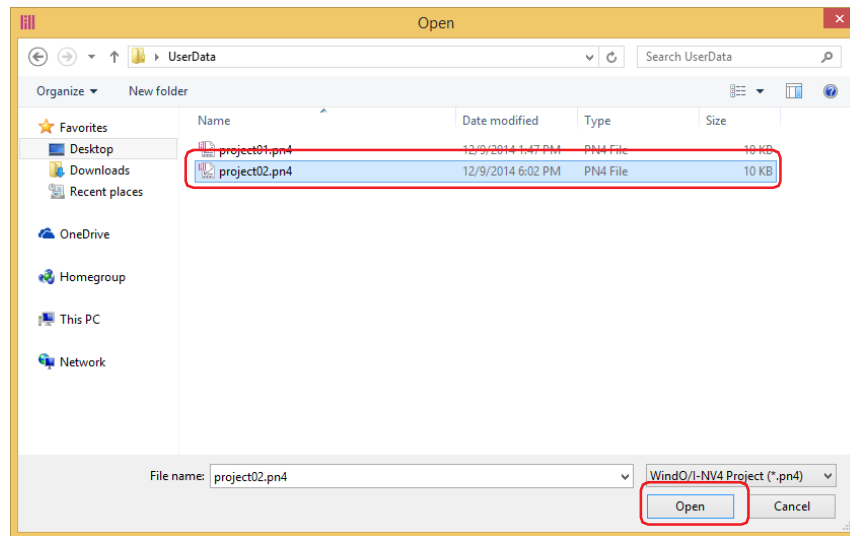 Open
UserData
Search UserData
Organize
New folder
Name Date modified Type Size
Favorites
Desktop
Downloads
Recent places
OneDrive
Homegroup
This PC
Network
project01.pn4 12/9/2014 1:47 PM PN4 File 10 KB
project02.pn4 12/9/2014 6:02 PM PN4 File 10 KB
File name: project02.pn4
WindO/I-NV4 Project (*.pn4)
Open Cancel